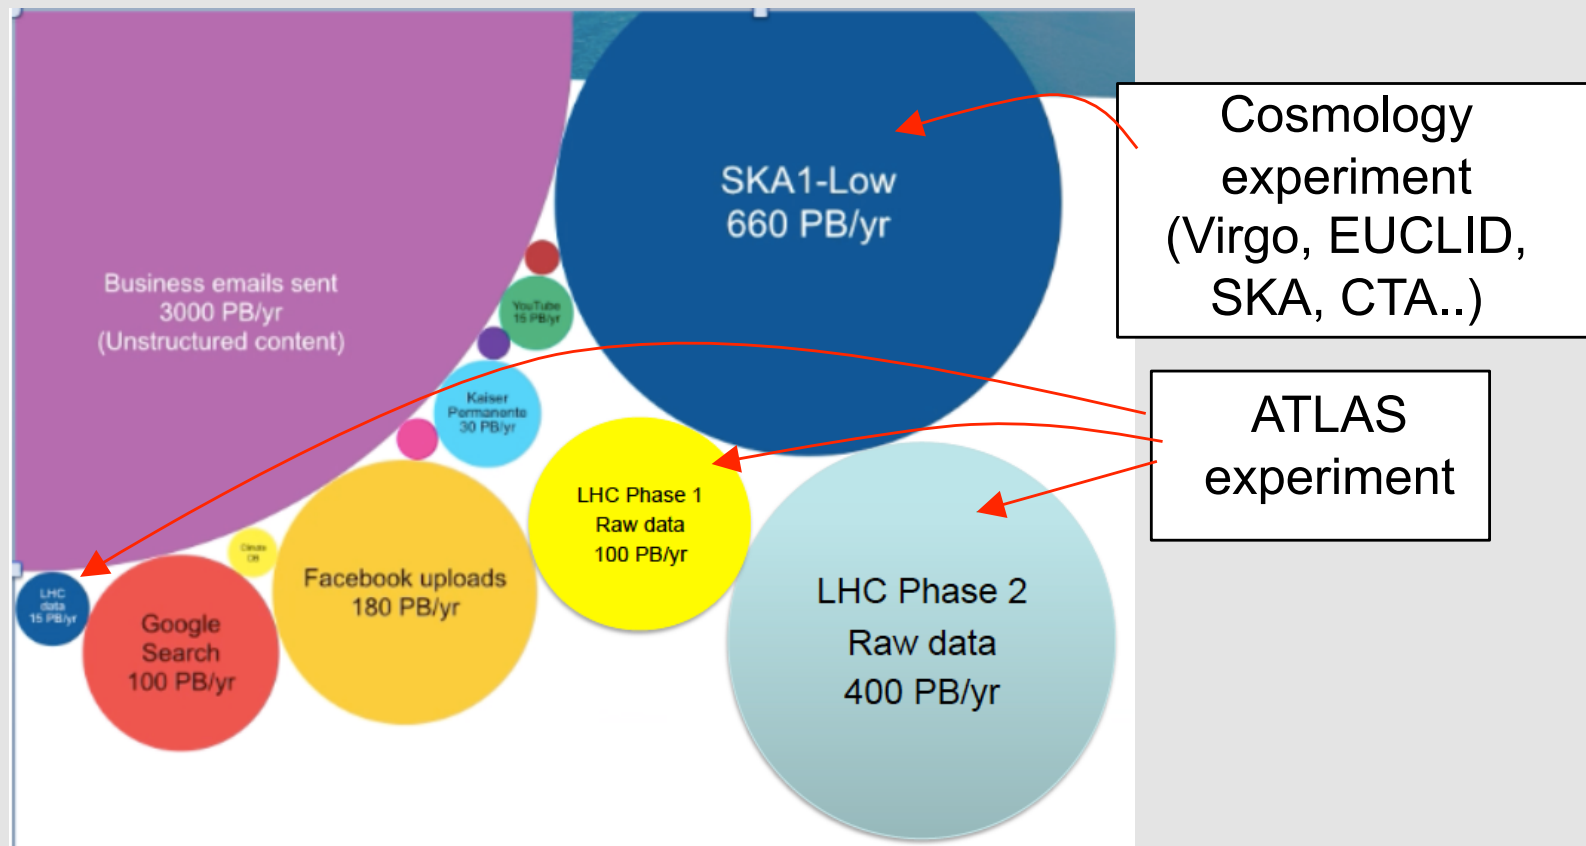 SKA1-Low
660 PB/yr
Business emails sent
3000 PB/yr
(Unstructured content)
YouTube
15 PB/yr
Kaiser
Permanente
30 PB/yr
LHC Phase 1
Raw data
100 PB/yr
LHC Phase 2
Raw data
400 PB/yr
Facebook uploads
180 PB/yr
Google
Search
100 PB/yr
LHC
data
15 PB/yr
Cosmology
experiment
(Virgo, EUCLID,
SKA, CTA..)
ATLAS
experiment